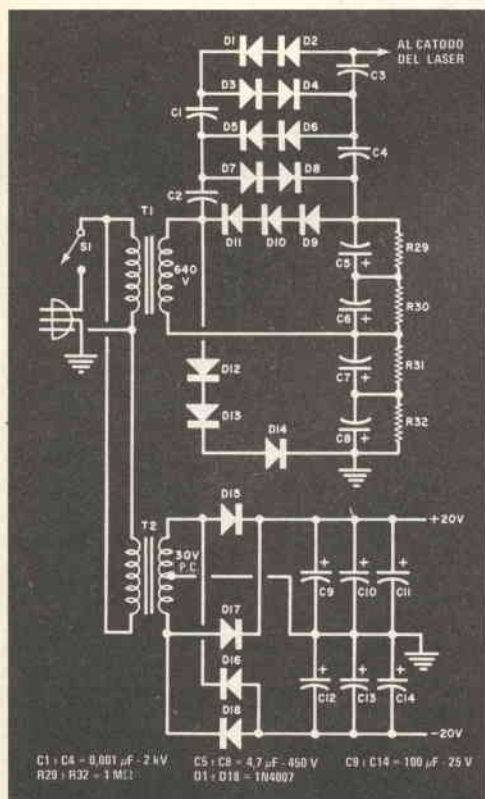 D1
D2
AL CATODO
DEL LASER
C3
D3
D4
C1
D5
D6
C4
D7
D8
C2
T1
S1
640
V
D11
D10
D9
C5 +
R29
C6 +
R30
C7 +
R31
D12
D13
C8 +
R32
D14
T2
D15
+20V
30V
P.C.
+ C9
+ C10
+ C11
D17
D16
+ C12
+ C13
+ C14
D18
-20V
C1 ÷ C4 = 0,001 µF - 2 kV
C5 ÷ C8 = 4,7 µF - 450 V
C9 ÷ C14 = 100 µF - 25 V
R29 ÷ R32 = 1 MΩ
D1 ÷ D18 = 1N4007